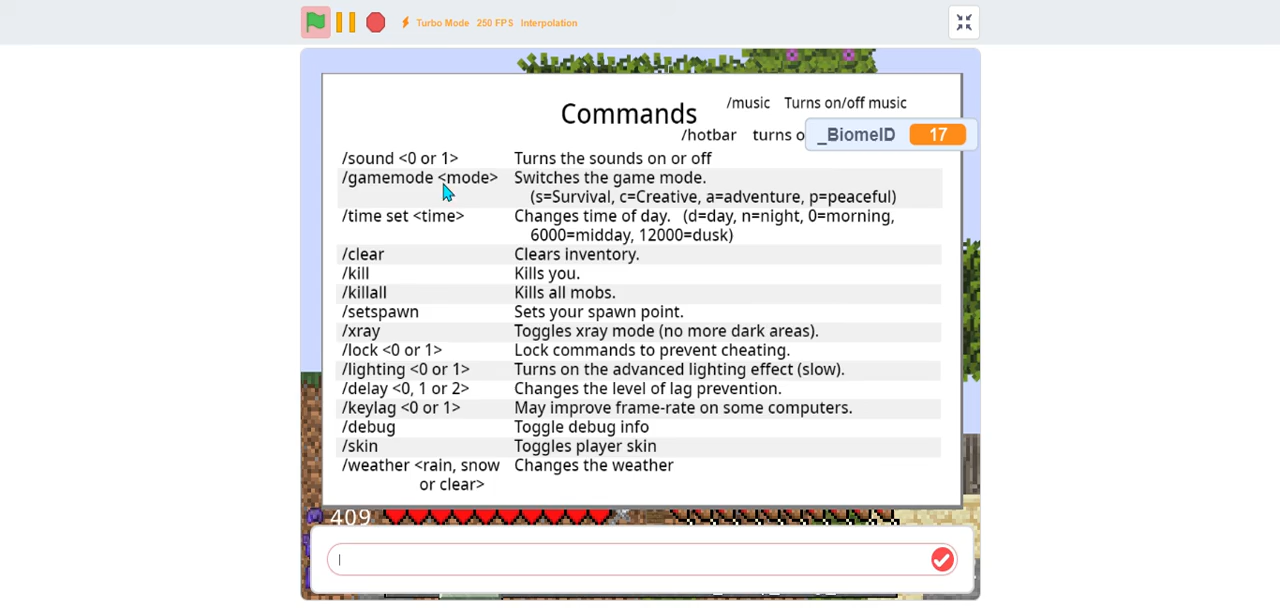 Turbo Mode 250 FPS Interpolation
/music Turns on/off music
Commands
/hotbar turns o
_BiomeID 17
/sound <0 or 1> Turns the sounds on or off
/gamemode <mode> Switches the game mode.
(s=Survival, c=Creative, a=adventure, p=peaceful)
/time set <time> Changes time of day. (d=day, n=night, 0=morning,
6000=midday, 12000=dusk)
/clear Clears inventory.
/kill Kills you.
/killall Kills all mobs.
/setspawn Sets your spawn point.
/xray Toggles xray mode (no more dark areas).
/lock <0 or 1> Lock commands to prevent cheating.
/lighting <0 or 1> Turns on the advanced lighting effect (slow).
/delay <0, 1 or 2> Changes the level of lag prevention.
/keylag <0 or 1> May improve frame-rate on some computers.
/debug Toggle debug info
/skin Toggles player skin
/weather <rain, snow Changes the weather
or clear>
409